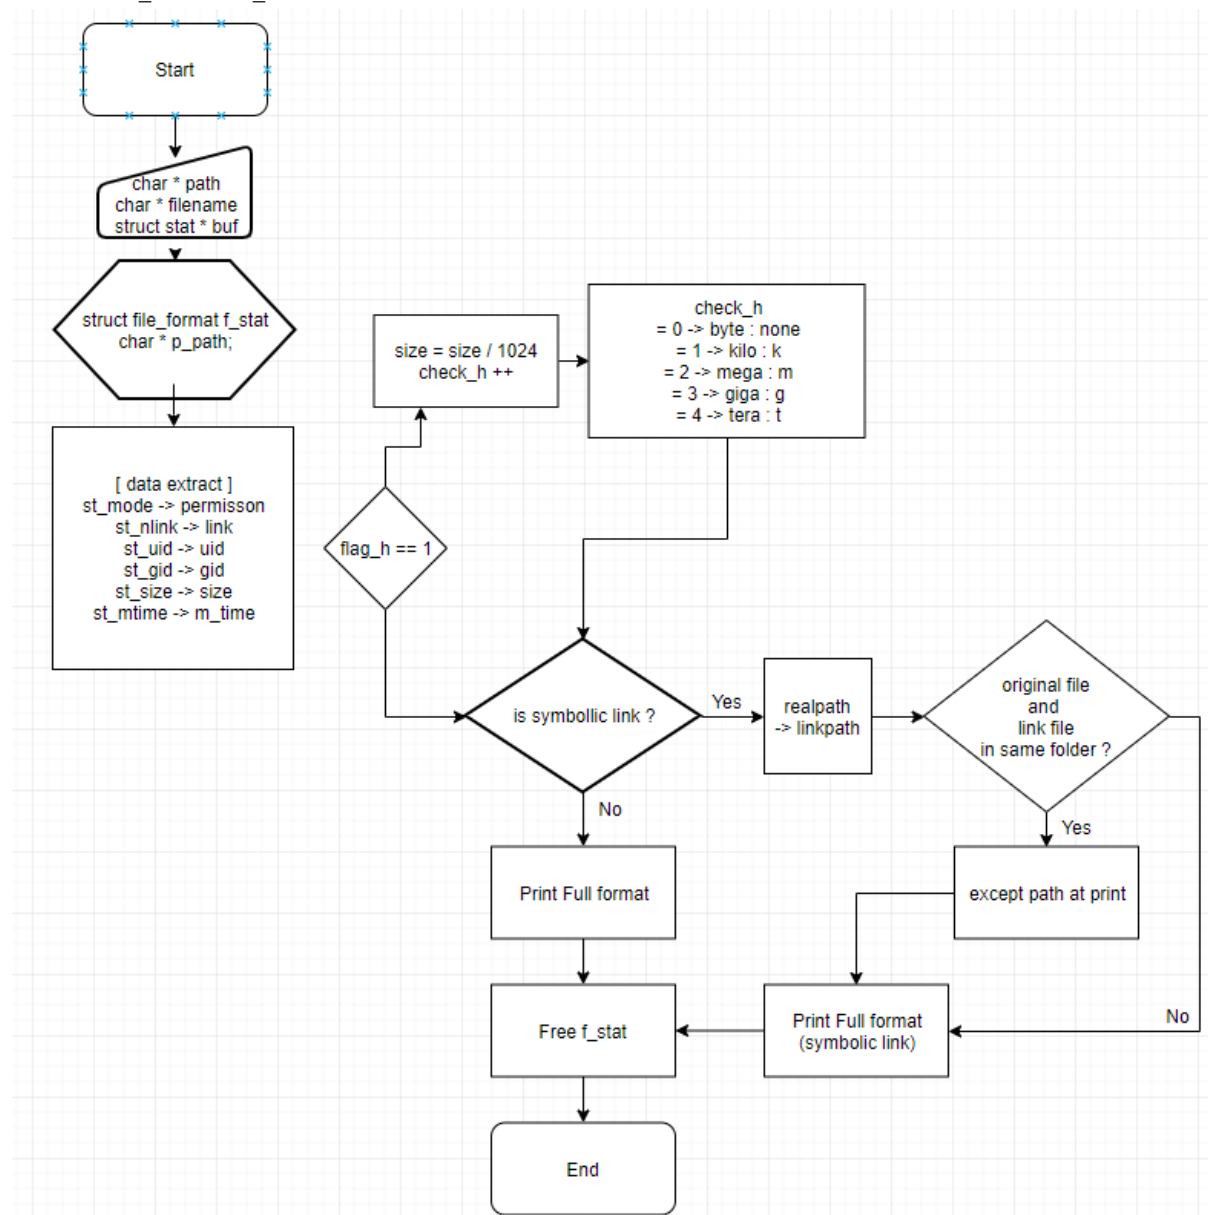 Start
char * path
char * filename
struct stat * buf
struct file_format f_stat
char * p_path;
[ data extract ]
st_mode -> permisson
st_nlink -> link
st_uid -> uid
st_gid -> gid
st_size -> size
st_mtime -> m_time
flag_h == 1
size = size / 1024
check_h ++
check_h
= 0 -> byte : none
= 1 -> kilo : k
= 2 -> mega : m
= 3 -> giga : g
= 4 -> tera : t
is symbollic link ?
Yes
No
realpath
-> linkpath
original file
and
link file
in same folder ?
Yes
No
except path at print
Print Full format
Print Full format
(symbolic link)
Free f_stat
End